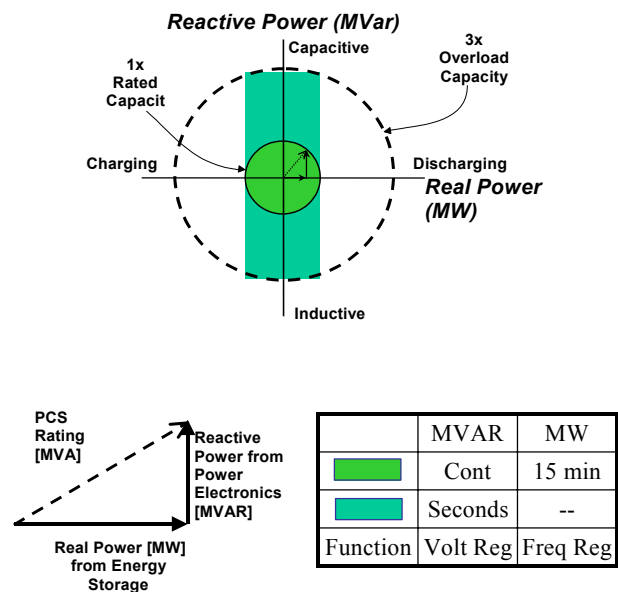 Reactive Power (MVar)
Capacitive
1x
Rated
Capacit
3x
Overload
Capacity
Charging
Discharging
Real Power
(MW)
Inductive
PCS
Rating
[MVA]
Reactive
Power from
Power
Electronics
[MVAR]
Real Power [MW]
from Energy
Storage
MVAR MW
Cont 15 min
Seconds --
Function Volt Reg Freq Reg